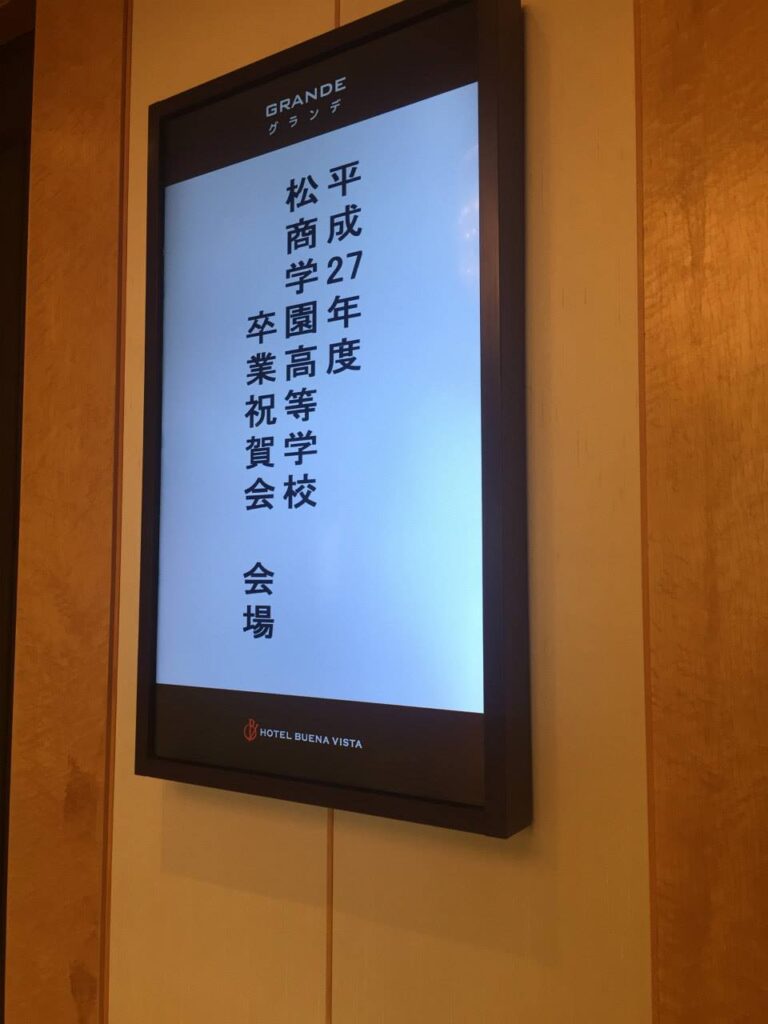 GRANDE
グランデ
平成27年度
松商学園高等学校
卒業祝賀会 会場
HOTEL BUENA VISTA